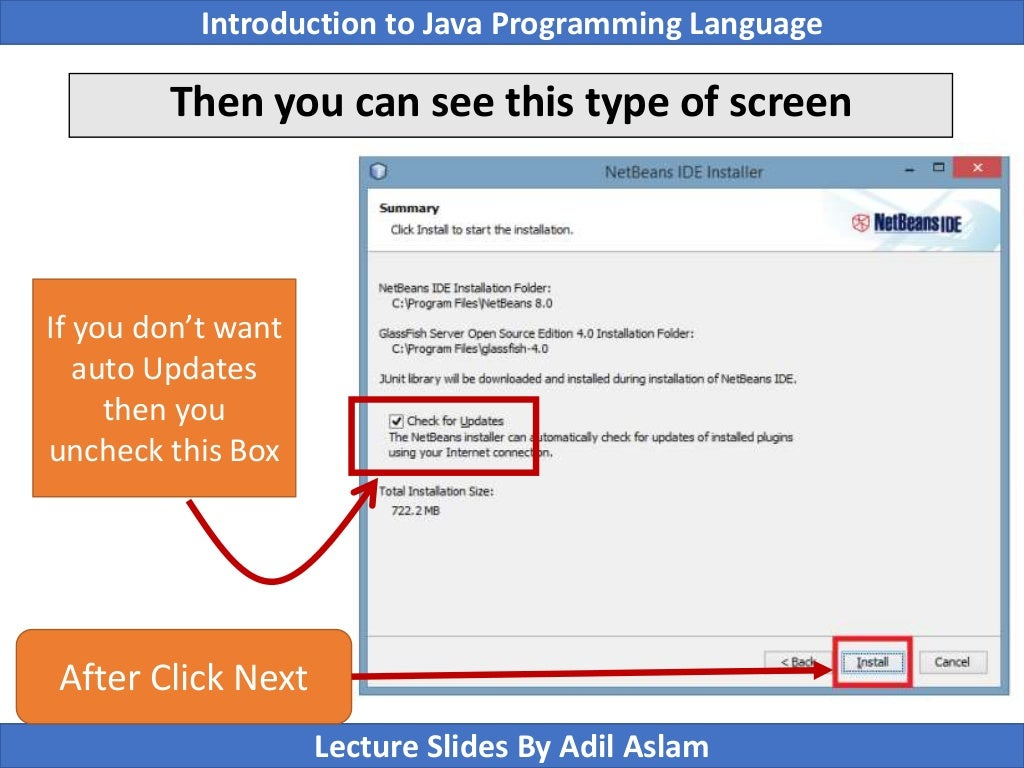 Introduction to Java Programming Language
Then you can see this type of screen
NetBeans IDE Installer
Summary
Click Install to start the installation.
NetBeans IDE
NetBeans IDE Installation Folder:
C:\Program Files\NetBeans 8.0
GlassFish Server Open Source Edition 4.0 Installation Folder:
C:\Program Files\glassfish-4.0
JUnit library will be downloaded and installed during installation of NetBeans IDE.
If you don’t want
auto Updates
then you
uncheck this Box
Check for Updates
The NetBeans installer can automatically check for updates of installed plugins
using your Internet connection.
Total Installation Size:
722.2 MB
After Click Next
< Back
Install
Cancel
Lecture Slides By Adil Aslam